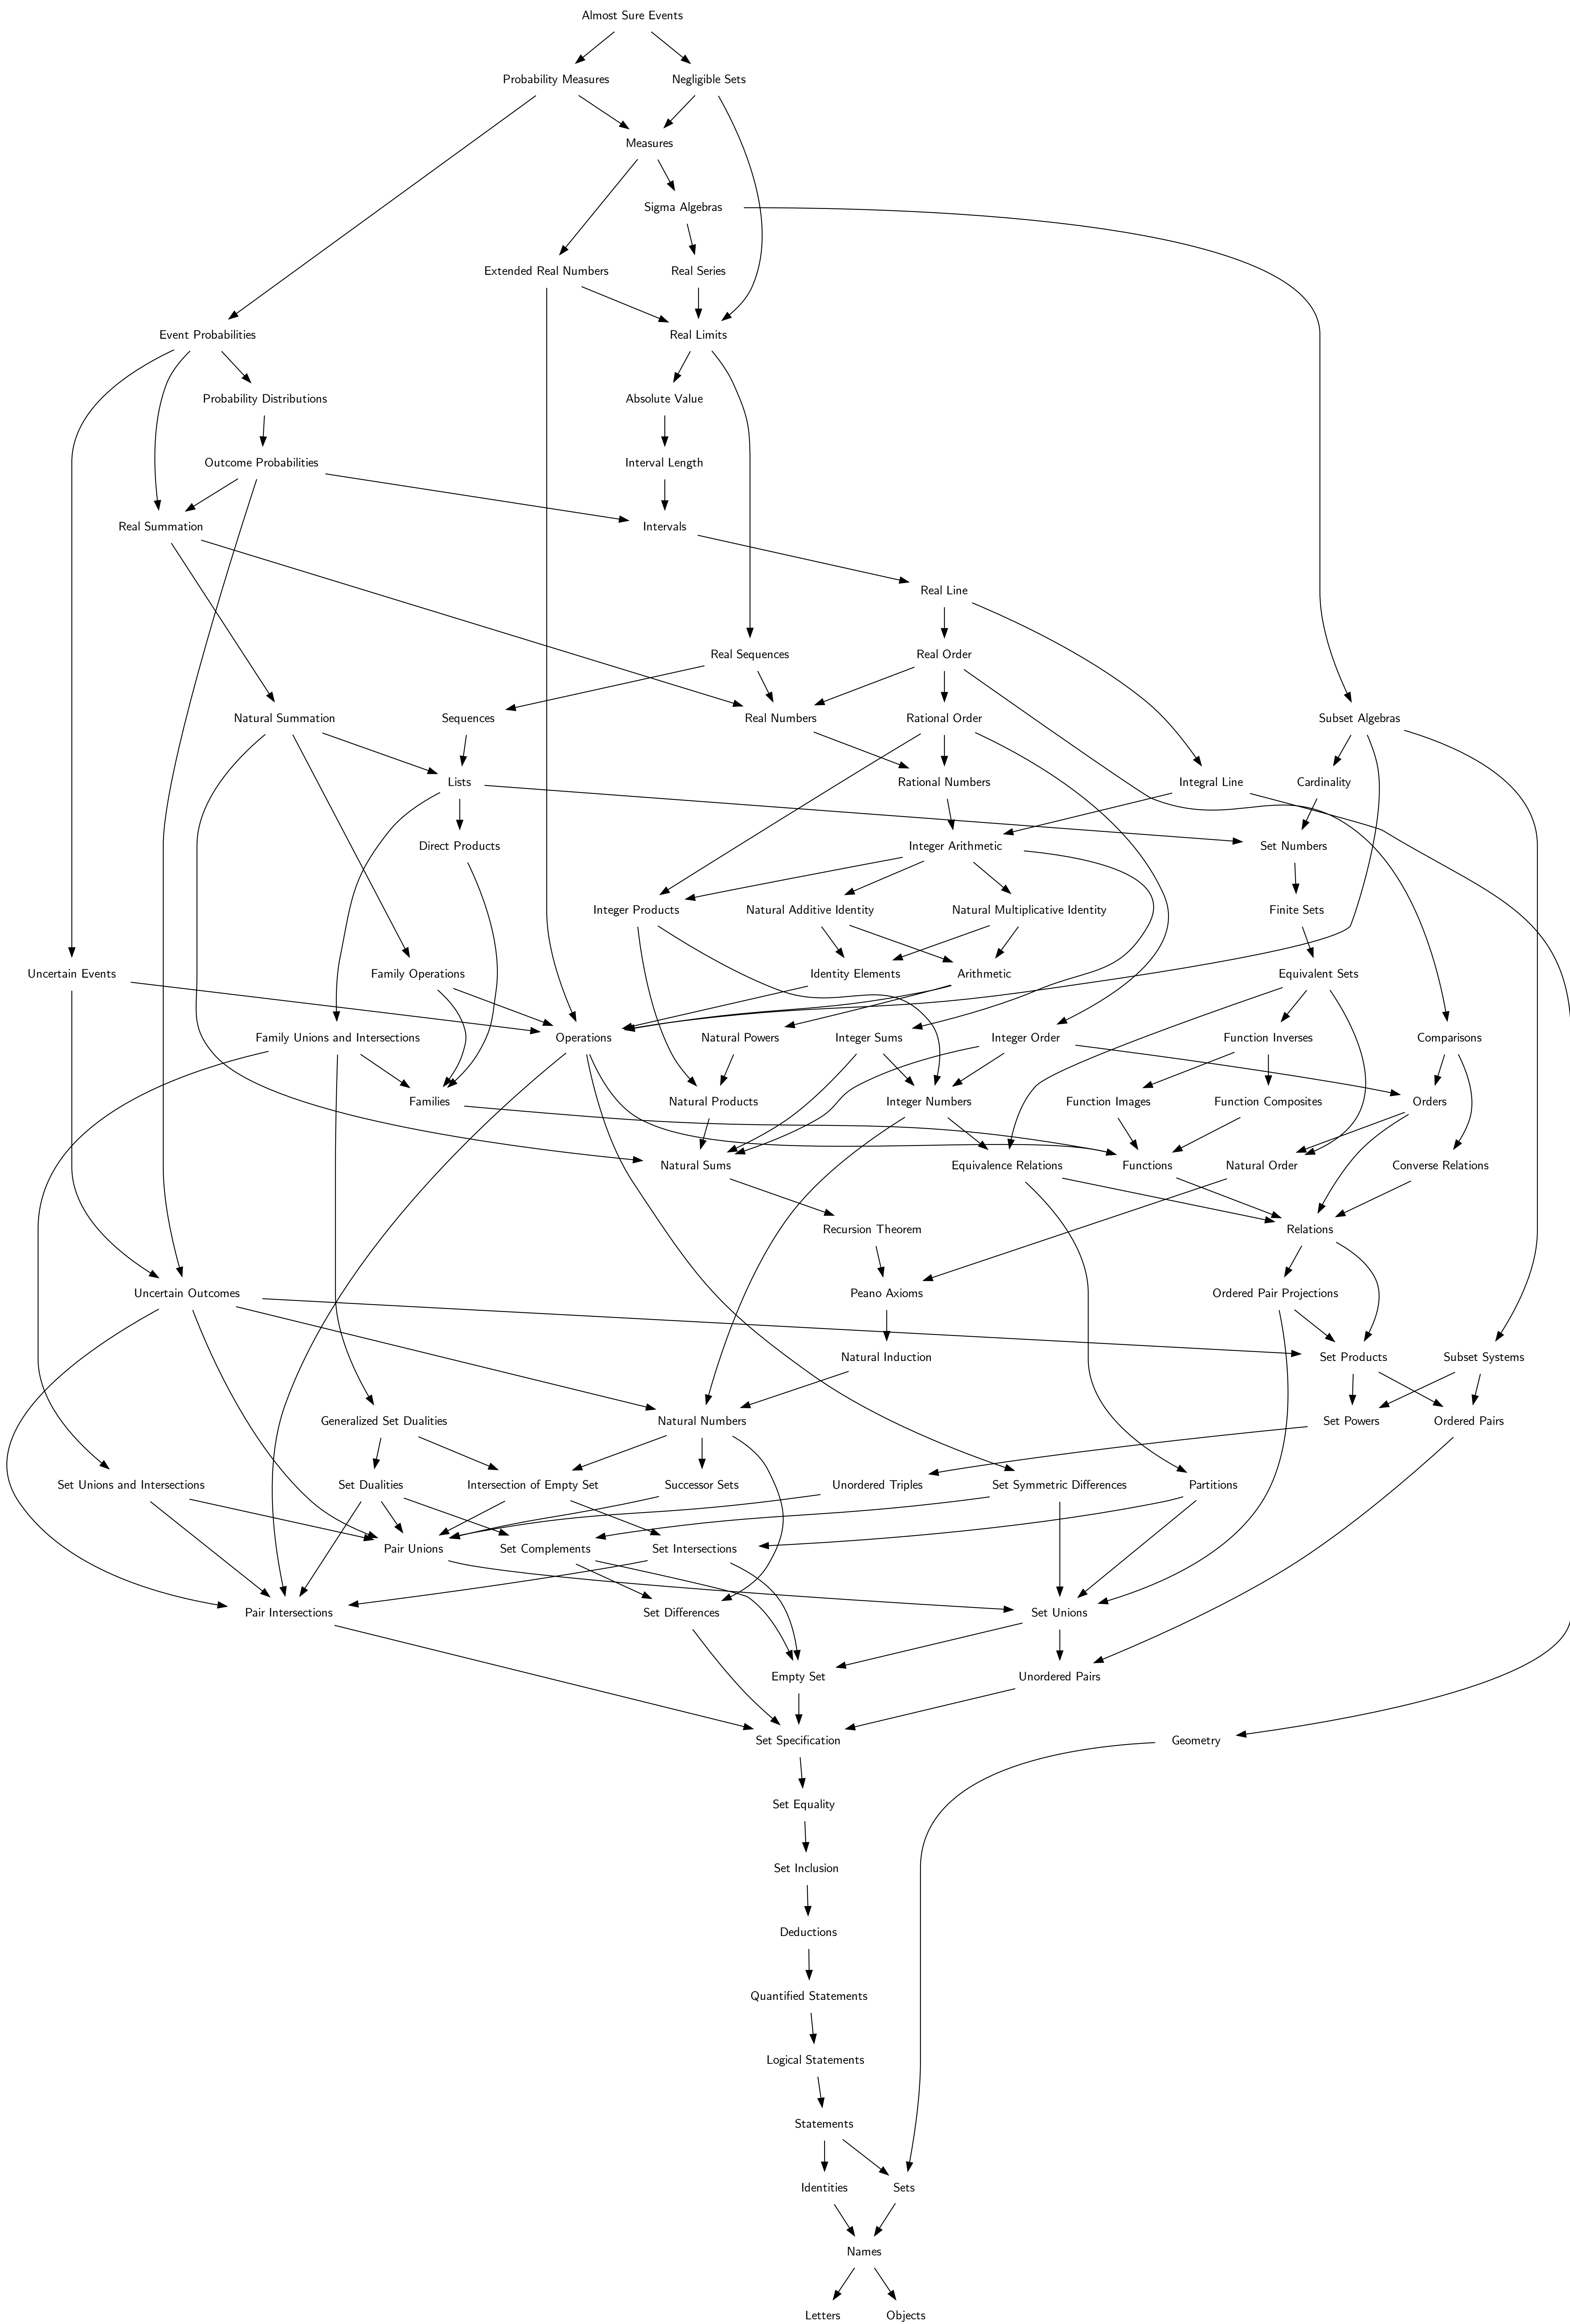 Almost Sure Events
Probability Measures
Negligible Sets
Measures
Sigma Algebras
Extended Real Numbers
Real Series
Event Probabilities
Real Limits
Probability Distributions
Absolute Value
Outcome Probabilities
Interval Length
Real Summation
Intervals
Real Line
Real Sequences
Real Order
Natural Summation
Sequences
Real Numbers
Rational Order
Subset Algebras
Lists
Rational Numbers
Integral Line
Cardinality
Direct Products
Integer Arithmetic
Set Numbers
Integer Products
Natural Additive Identity
Natural Multiplicative Identity
Finite Sets
Uncertain Events
Family Operations
Identity Elements
Arithmetic
Equivalent Sets
Family Unions and Intersections
Operations
Natural Powers
Integer Sums
Integer Order
Function Inverses
Comparisons
Families
Natural Products
Integer Numbers
Function Images
Function Composites
Orders
Natural Sums
Equivalence Relations
Functions
Natural Order
Converse Relations
Recursion Theorem
Relations
Uncertain Outcomes
Peano Axioms
Ordered Pair Projections
Natural Induction
Set Products
Subset Systems
Generalized Set Dualities
Natural Numbers
Set Powers
Ordered Pairs
Set Unions and Intersections
Set Dualities
Intersection of Empty Set
Successor Sets
Unordered Triples
Set Symmetric Differences
Partitions
Pair Unions
Set Complements
Set Intersections
Pair Intersections
Set Differences
Set Unions
Empty Set
Unordered Pairs
Set Specification
Geometry
Set Equality
Set Inclusion
Deductions
Quantified Statements
Logical Statements
Statements
Identities
Sets
Names
Letters
Objects